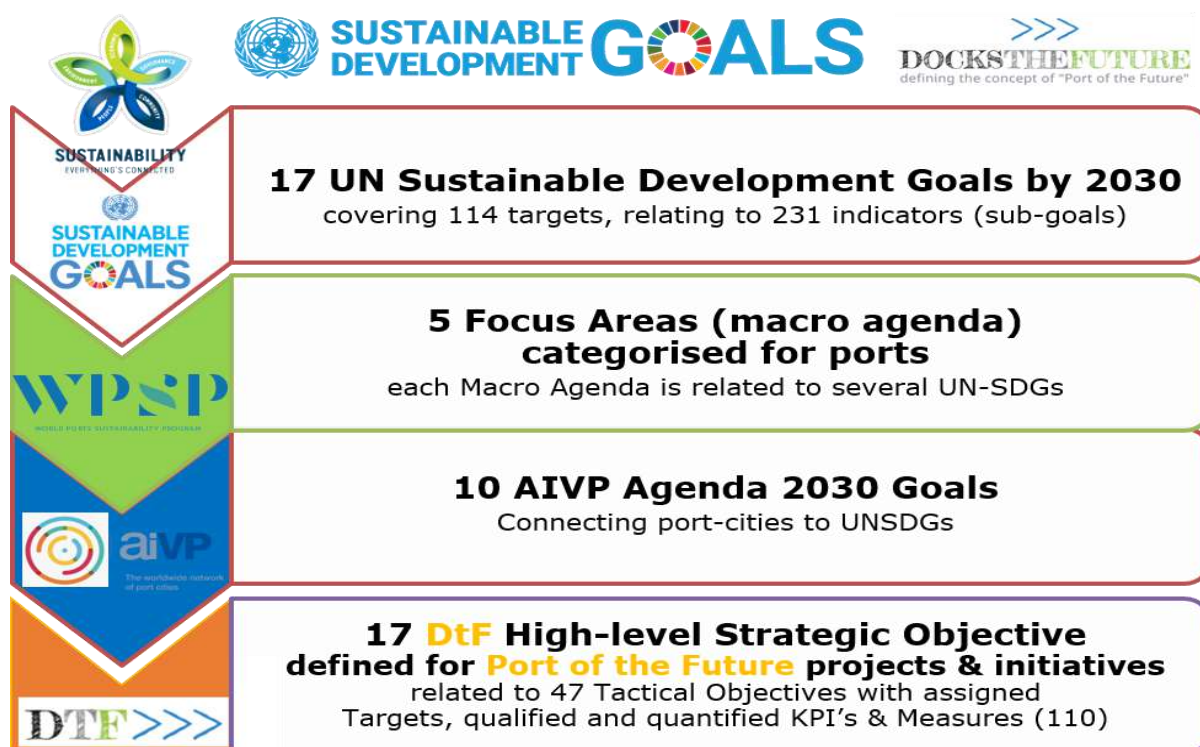 SUSTAINABLE
DEVELOPMENT
GOALS
>>>
DOCKSTHEFUTURE
defining the concept of "Port of the Future"
ENVIRONMENT
GOVERNANCE
PEOPLE
COMMUNITY
SUSTAINABILITY
EVERYTHING'S CONNECTED
SUSTAINABLE
DEVELOPMENT
GOALS
17 UN Sustainable Development Goals by 2030
covering 114 targets, relating to 231 indicators (sub-goals)
WPSP
WORLD PORTS SUSTAINABILITY PROGRAM
5 Focus Areas (macro agenda)
categorised for ports
each Macro Agenda is related to several UN-SDGs
aiVP
The worldwide network
of port cities
10 AIVP Agenda 2030 Goals
Connecting port-cities to UNSDGs
DTF>>>
17 DtF High-level Strategic Objective
defined for Port of the Future projects & initiatives
related to 47 Tactical Objectives with assigned
Targets, qualified and quantified KPI's & Measures (110)